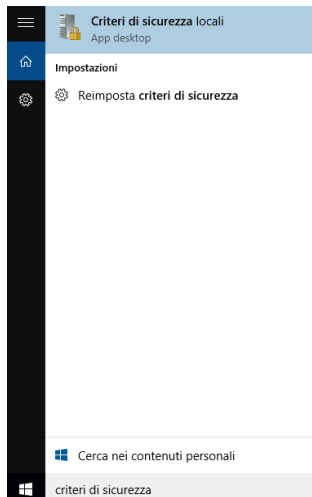 Criteri di sicurezza locali
App desktop
Impostazioni
Reimposta criteri di sicurezza
Cerca nei contenuti personali
criteri di sicurezza